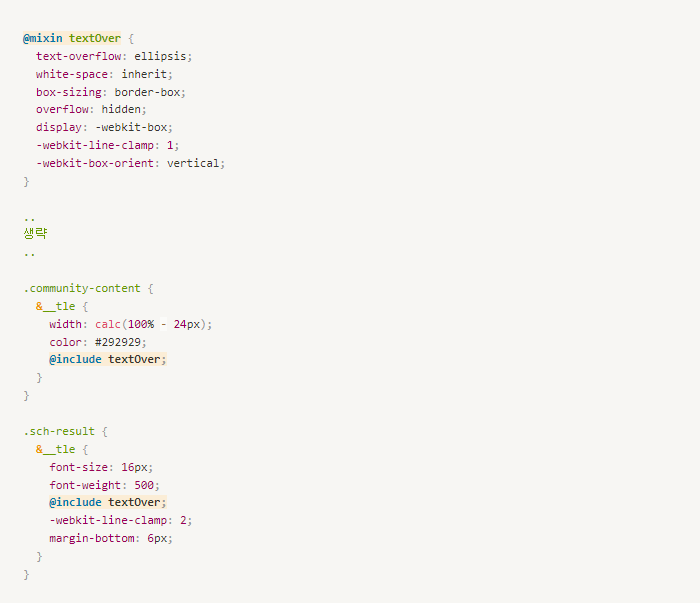 @mixin textOver {
  text-overflow: ellipsis;
  white-space: inherit;
  box-sizing: border-box;
  overflow: hidden;
  display: -webkit-box;
  -webkit-line-clamp: 1;
  -webkit-box-orient: vertical;
}
..
생략
..
.community-content {
  &__tle {
    width: calc(100% - 24px);
    color: #292929;
    @include textOver;
  }
}
.sch-result {
  &__tle {
    font-size: 16px;
    font-weight: 500;
    @include textOver;
    -webkit-line-clamp: 2;
    margin-bottom: 6px;
  }
}